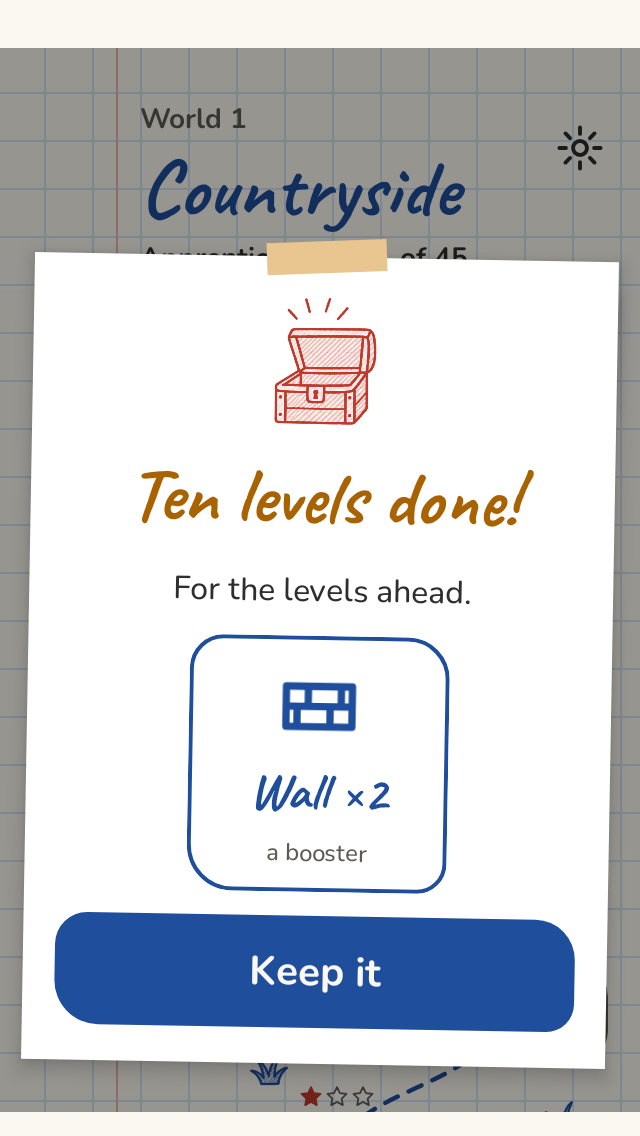 World 1
Countryside
of 45
Ten levels done!
For the levels ahead.
Wall ×2
a booster
Keep it